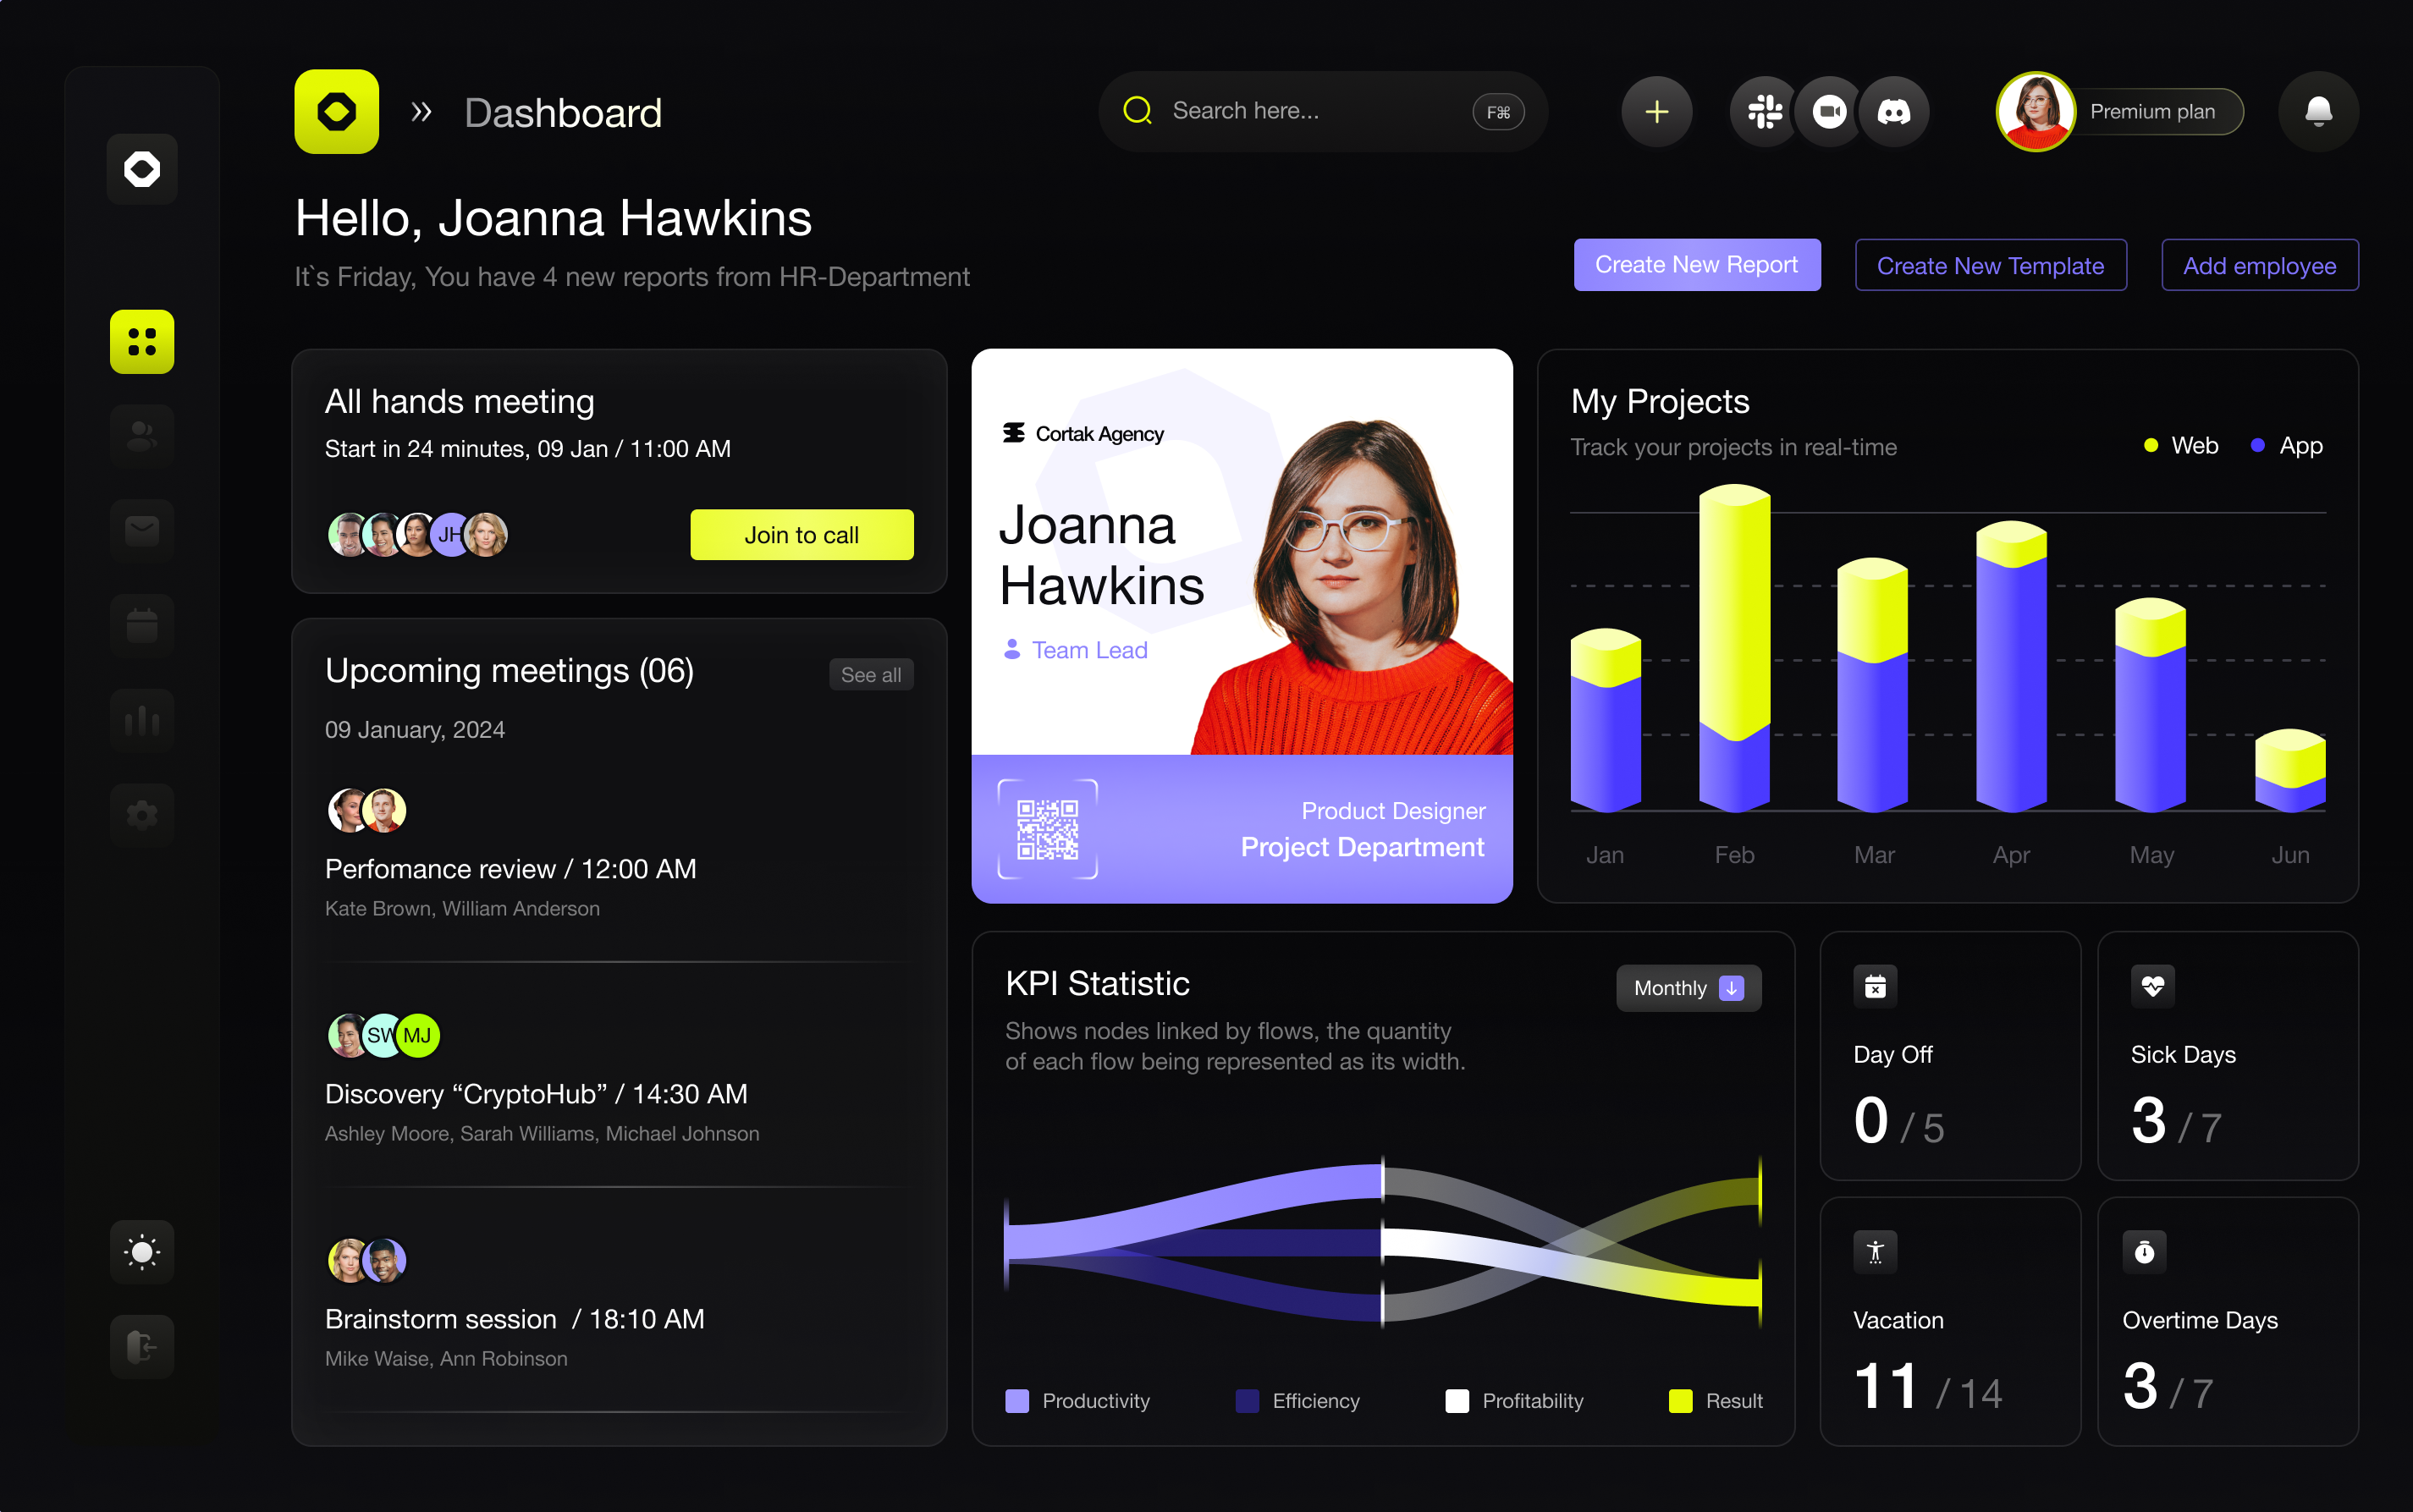 Dashboard
Search here...
F⌘
Premium plan
Hello, Joanna Hawkins
It`s Friday, You have 4 new reports from HR-Department
Create New Report
Create New Template
Add employee
All hands meeting
Start in 24 minutes, 09 Jan / 11:00 AM
JH
Join to call
Upcoming meetings (06)
See all
09 January, 2024
Perfomance review / 12:00 AM
Kate Brown, William Anderson
SW
MJ
Discovery “CryptoHub” / 14:30 AM
Ashley Moore, Sarah Williams, Michael Johnson
Brainstorm session / 18:10 AM
Mike Waise, Ann Robinson
Cortak Agency
Joanna
Hawkins
Team Lead
Product Designer
Project Department
My Projects
Track your projects in real-time
Web
App
Jan
Feb
Mar
Apr
May
Jun
KPI Statistic
Monthly
Shows nodes linked by flows, the quantity
of each flow being represented as its width.
Productivity
Efficiency
Profitability
Result
Day Off
0 / 5
Sick Days
3 / 7
Vacation
11 / 14
Overtime Days
3 / 7